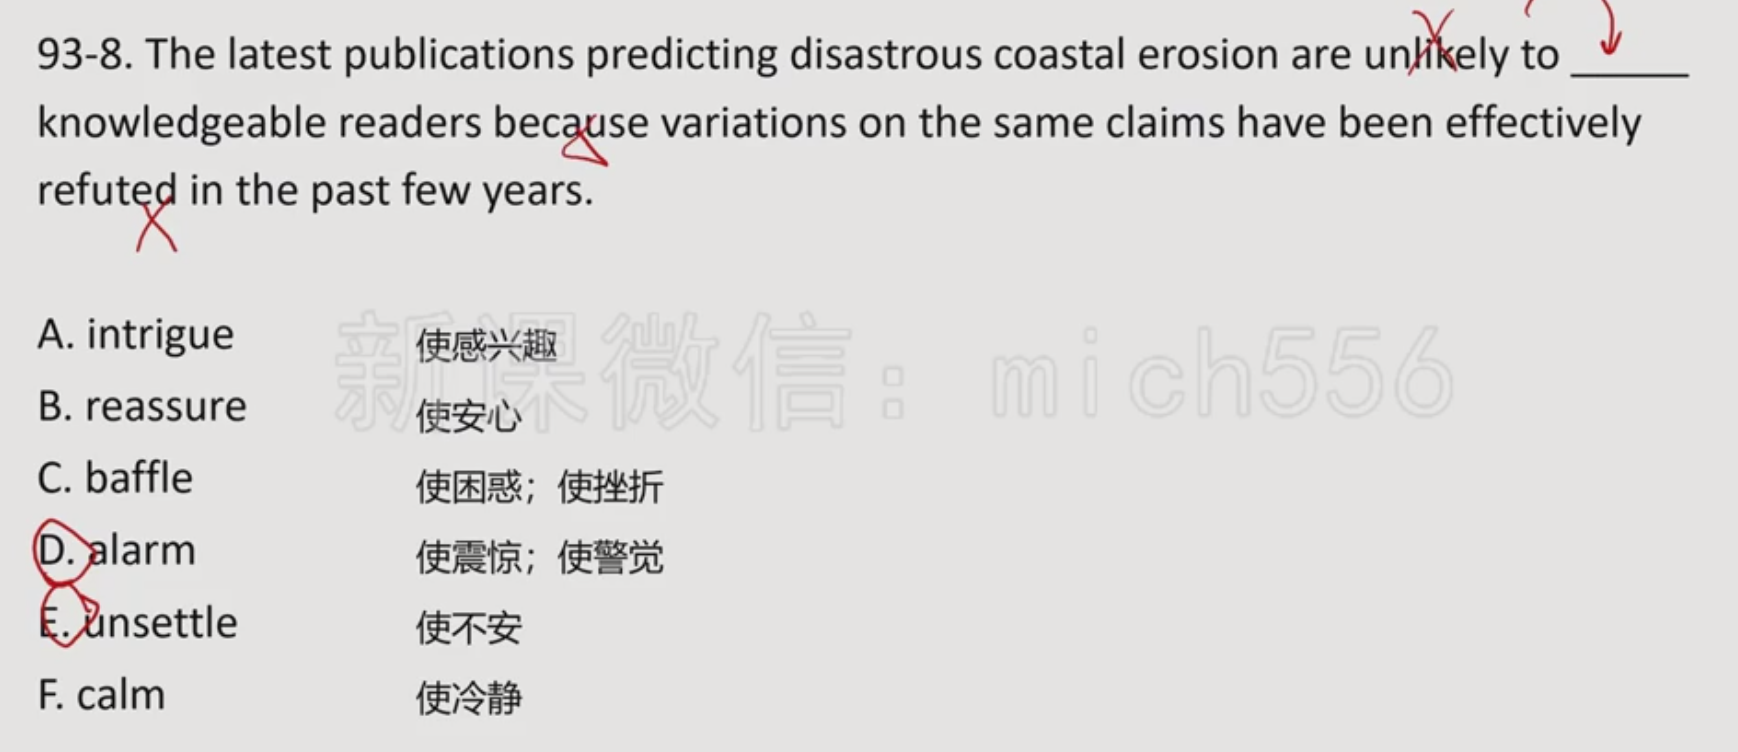 93-8. The latest publications predicting disastrous coastal erosion are unlikely to ______
knowledgeable readers because variations on the same claims have been effectively
refuted in the past few years.
新课微信：mich556
A. intrigue 使感兴趣
B. reassure 使安心
C. baffle 使困惑；使挫折
D. alarm 使震惊；使警觉
E. unsettle 使不安
F. calm 使冷静